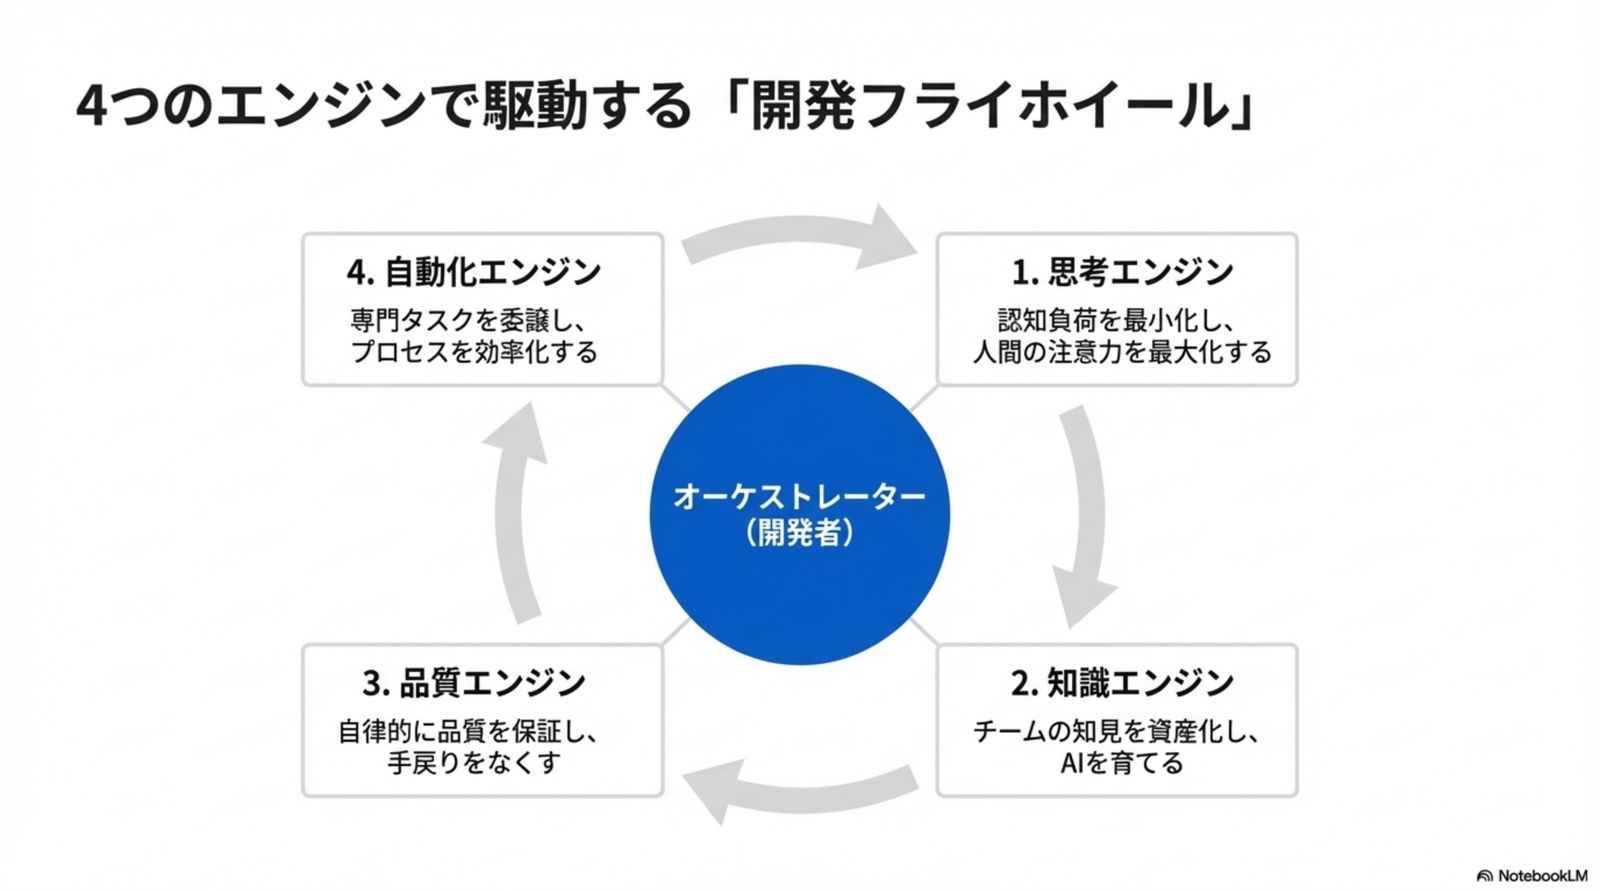 4つのエンジンで駆動する「開発フライホイール」
4. 自動化エンジン
専門タスクを委譲し、
プロセスを効率化する
1. 思考エンジン
認知負荷を最小化し、
人間の注意力を最大化する
オーケストレーター
（開発者）
3. 品質エンジン
自律的に品質を保証し、
手戻りをなくす
2. 知識エンジン
チームの知見を資産化し、
AIを育てる
NotebookLM